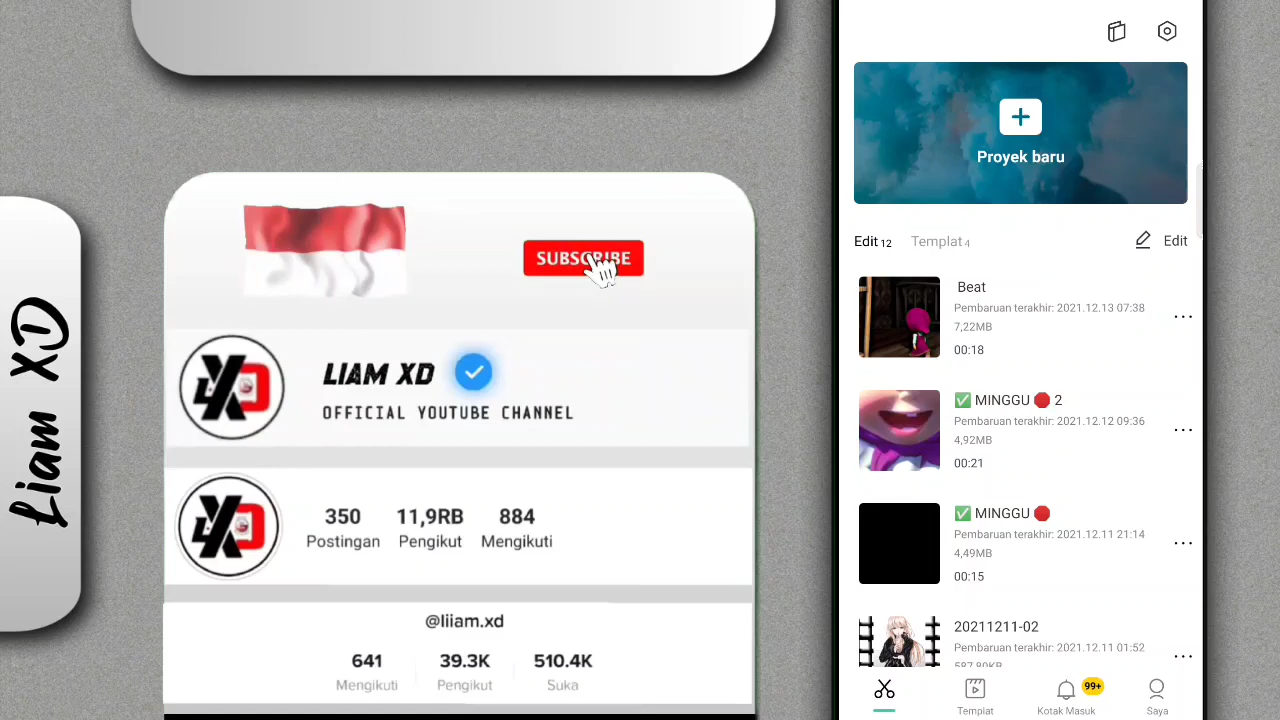 Liam XD
SUBSCRIBE
LIAM XD
OFFICIAL YOUTUBE CHANNEL
350 11,9RB 884
Postingan Pengikut Mengikuti
@liiam.xd
641 39.3K 510.4K
Mengikuti Pengikut Suka
Proyek baru
Edit 12 Templat 4 Edit
Beat
Pembaruan terakhir: 2021.12.13 07:38
7,22MB
00:18
✅ MINGGU 🛑 2
Pembaruan terakhir: 2021.12.12 09:36
4,92MB
00:21
✅ MINGGU 🛑
Pembaruan terakhir: 2021.12.11 21:14
4,49MB
00:15
20211211-02
Pembaruan terakhir: 2021.12.11 01:52
587,80KB
99+
Templat Kotak Masuk Saya